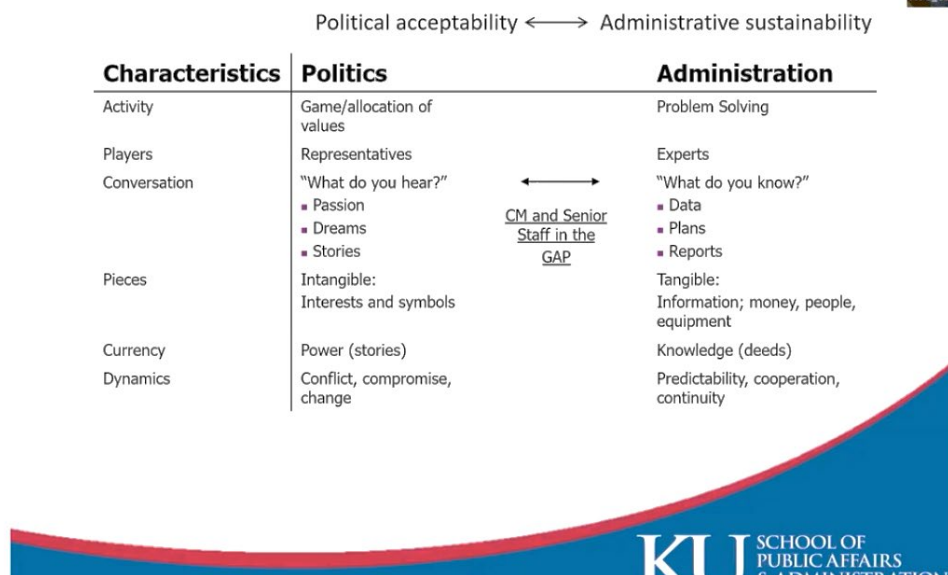 Political acceptability ⟷ Administrative sustainability
Characteristics Politics Administration
Activity Game/allocation of values Problem Solving
Players Representatives Experts
Conversation "What do you hear?" "What do you know?"
▪ Passion ▪ Data
▪ Dreams ▪ Plans
▪ Stories ▪ Reports
CM and Senior
Staff in the
GAP
Pieces Intangible: Tangible:
Interests and symbols Information; money, people, equipment
Currency Power (stories) Knowledge (deeds)
Dynamics Conflict, compromise, change Predictability, cooperation, continuity
KU SCHOOL OF
PUBLIC AFFAIRS
& ADMINISTRATION